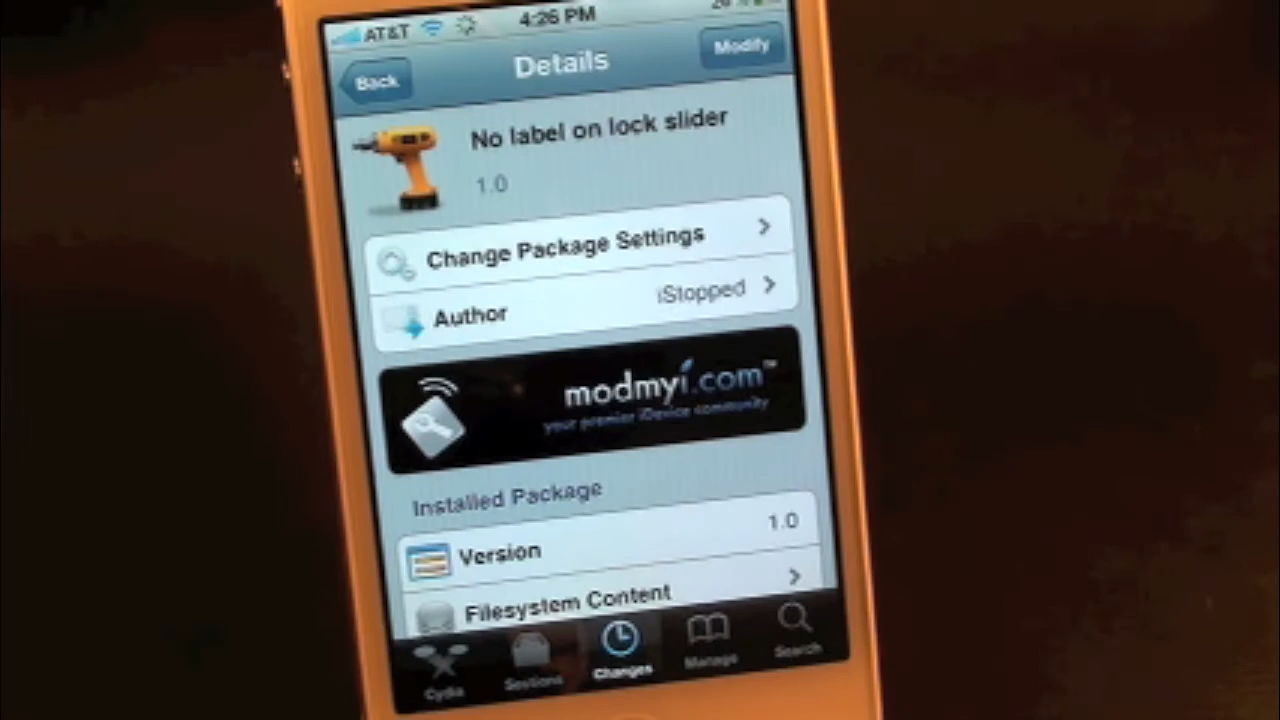 AT&T 4:26 PM
Back Details Modify
No label on lock slider
1.0
Change Package Settings
Author iStopped
modmyi.com™
your premier iDevice community
Installed Package
Version 1.0
Filesystem Content
Cydia Sections Changes Manage Search